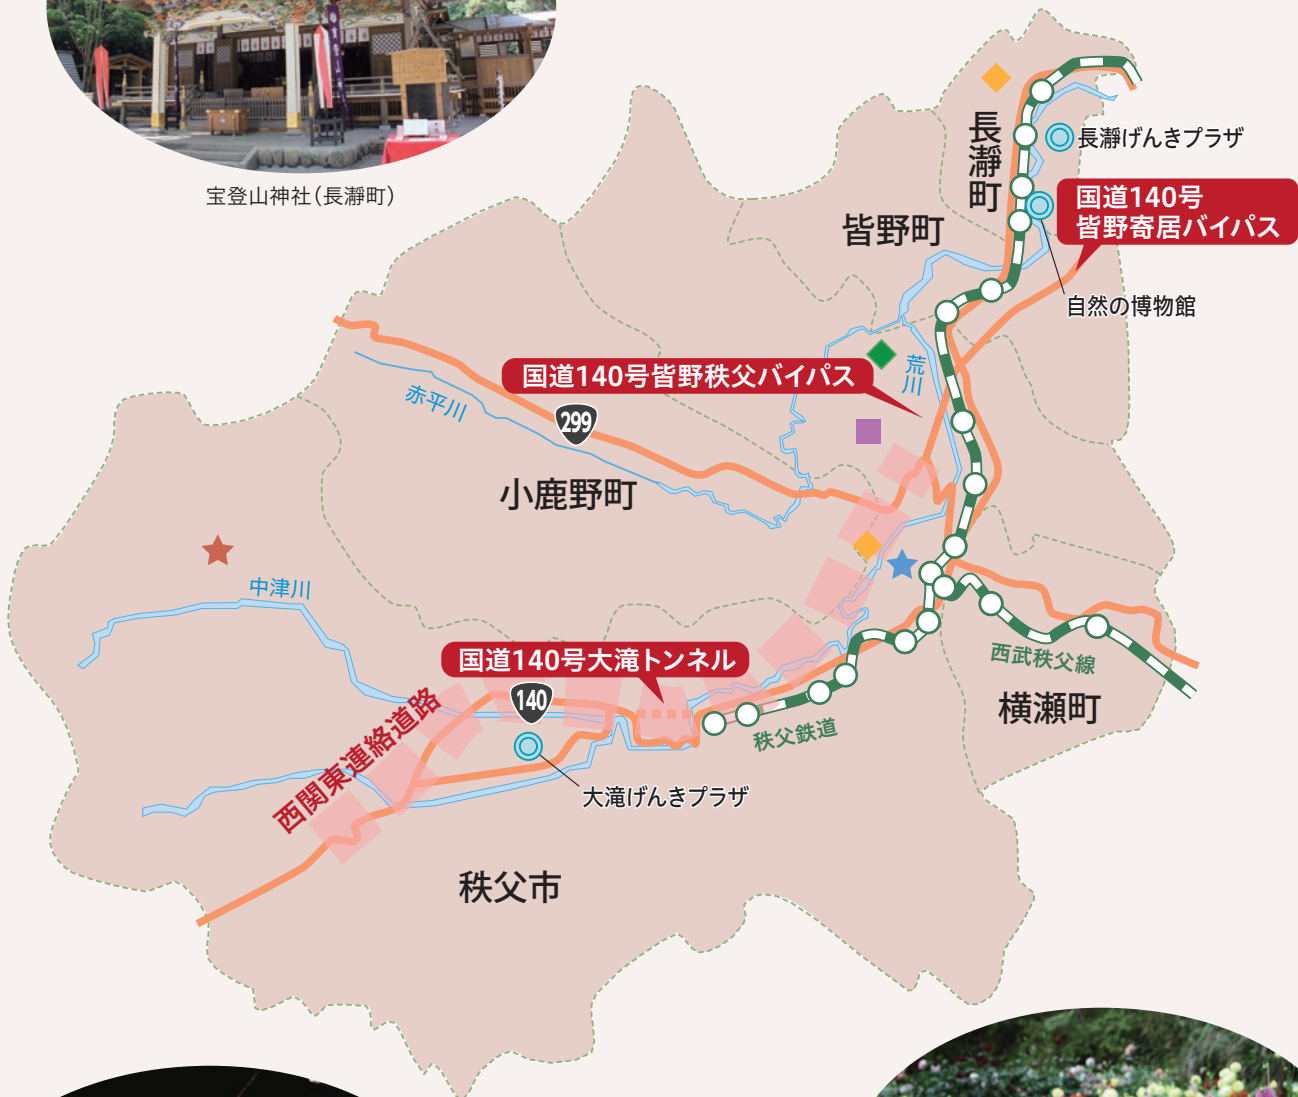 宝登山神社（長瀞町）
長瀞町
長瀞げんきプラザ
国道140号
皆野寄居バイパス
皆野町
自然の博物館
荒川
国道140号皆野秩父バイパス
赤平川
299
小鹿野町
中津川
国道140号大滝トンネル
西武秩父線
140
西関東連絡道路
横瀬町
秩父鉄道
大滝げんきプラザ
秩父市